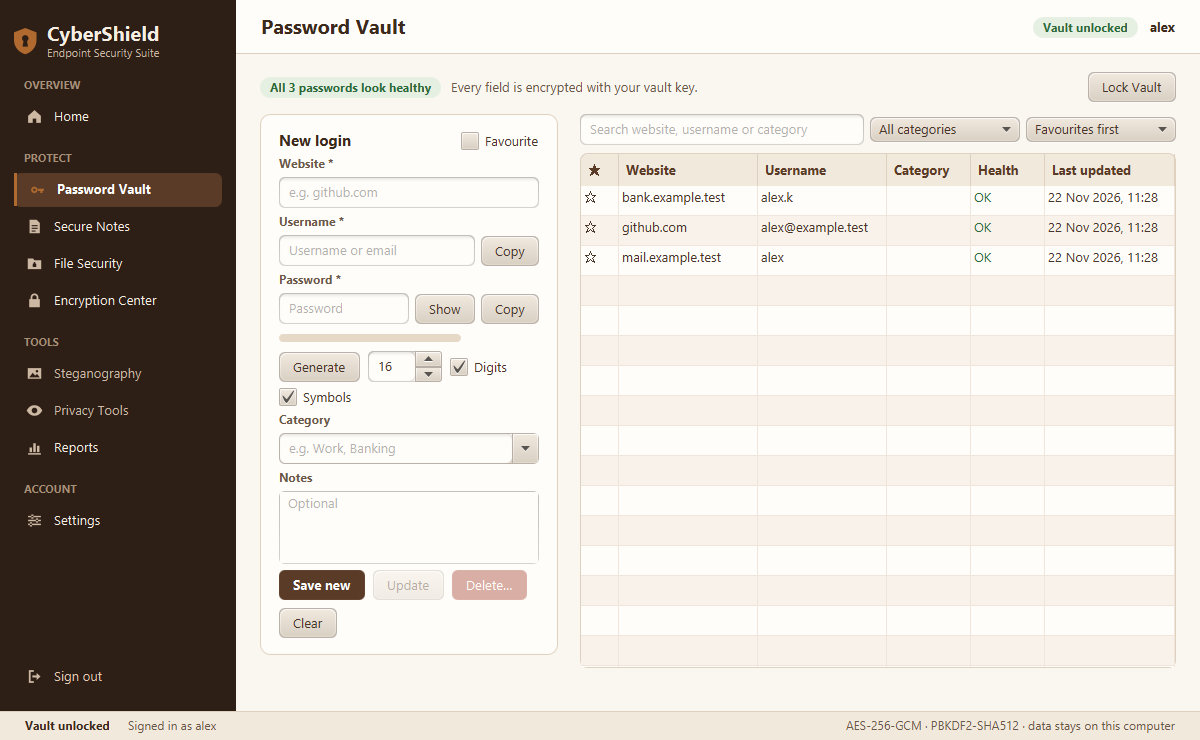 CyberShield
Endpoint Security Suite
OVERVIEW
Home
PROTECT
Password Vault
Secure Notes
File Security
Encryption Center
TOOLS
Steganography
Privacy Tools
Reports
ACCOUNT
Settings
Sign out
Password Vault
Vault unlocked alex
All 3 passwords look healthy Every field is encrypted with your vault key. Lock Vault
New login Favourite
Website *
e.g. github.com
Username *
Username or email Copy
Password *
Password Show Copy
Generate 16 Digits
Symbols
Category
e.g. Work, Banking
Notes
Optional
Save new Update Delete...
Clear
Search website, username or category All categories Favourites first
★ Website Username Category Health Last updated
☆ bank.example.test alex.k OK 22 Nov 2026, 11:28
☆ github.com alex@example.test OK 22 Nov 2026, 11:28
☆ mail.example.test alex OK 22 Nov 2026, 11:28
Vault unlocked Signed in as alex AES-256-GCM · PBKDF2-SHA512 · data stays on this computer